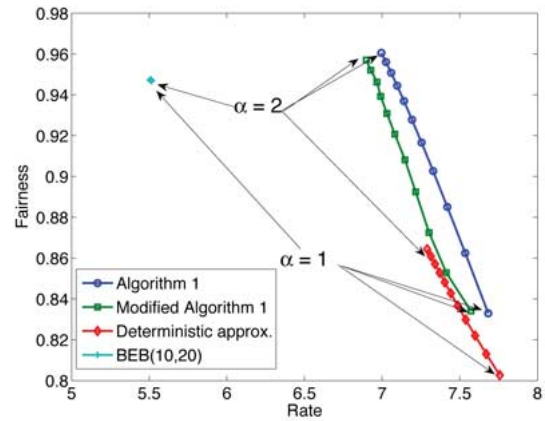 0.98
0.96
0.94
0.92
0.9
0.88
0.86
0.84
0.82
0.8
Fairness
α = 2
α = 1
Algorithm 1
Modified Algorithm 1
Deterministic approx.
BEB(10,20)
5 5.5 6 6.5 7 7.5 8
Rate